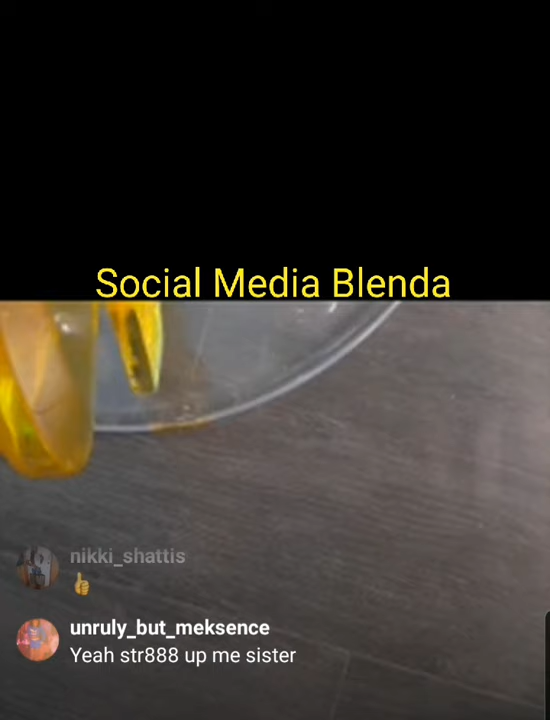 Social Media Blenda
nikki_shattis
👍
unruly_but_meksence
Yeah str888 up me sister